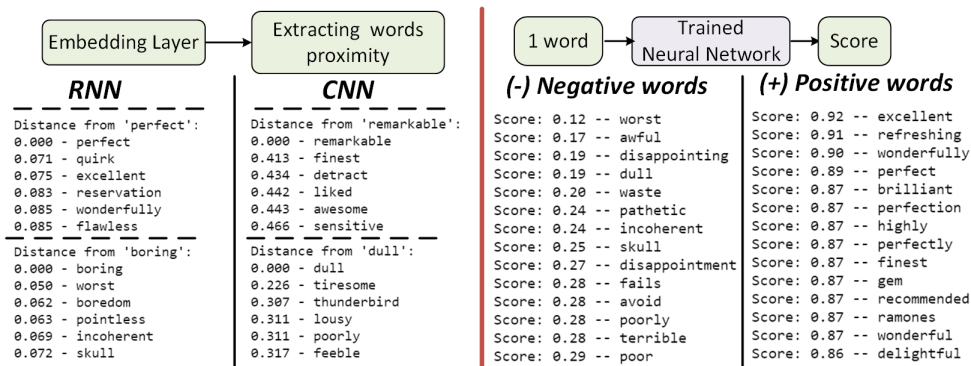 Embedding Layer
Extracting words
proximity
RNN
Distance from 'perfect':
0.000 - perfect
0.071 - quirk
0.075 - excellent
0.083 - reservation
0.085 - wonderfully
0.085 - flawless
Distance from 'boring':
0.000 - boring
0.050 - worst
0.062 - boredom
0.063 - pointless
0.069 - incoherent
0.072 - skull
CNN
Distance from 'remarkable':
0.000 - remarkable
0.413 - finest
0.434 - detract
0.442 - liked
0.443 - awesome
0.466 - sensitive
Distance from 'dull':
0.000 - dull
0.226 - tiresome
0.307 - thunderbird
0.311 - lousy
0.311 - poorly
0.317 - feeble
1 word
Trained
Neural Network
Score
(-) Negative words
Score: 0.12 -- worst
Score: 0.17 -- awful
Score: 0.19 -- disappointing
Score: 0.19 -- dull
Score: 0.20 -- waste
Score: 0.24 -- pathetic
Score: 0.24 -- incoherent
Score: 0.25 -- skull
Score: 0.27 -- disappointment
Score: 0.28 -- fails
Score: 0.28 -- avoid
Score: 0.28 -- poorly
Score: 0.28 -- terrible
Score: 0.29 -- poor
(+) Positive words
Score: 0.92 -- excellent
Score: 0.91 -- refreshing
Score: 0.90 -- wonderfully
Score: 0.89 -- perfect
Score: 0.87 -- brilliant
Score: 0.87 -- perfection
Score: 0.87 -- highly
Score: 0.87 -- perfectly
Score: 0.87 -- finest
Score: 0.87 -- gem
Score: 0.87 -- recommended
Score: 0.87 -- ramones
Score: 0.87 -- wonderful
Score: 0.86 -- delightful